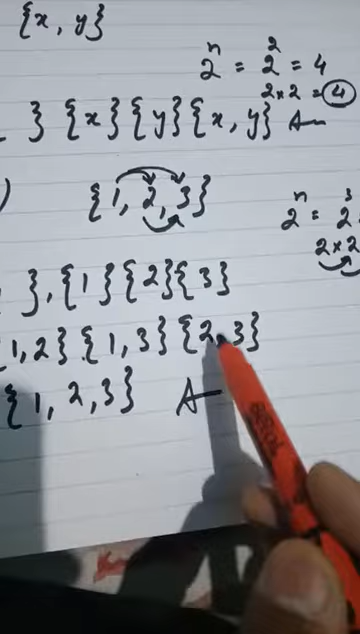 {x, y}
2ⁿ = 2² = 4
2×2 = 4
} {x} {y} {x, y} A
)
{1, 2, 3}
2ⁿ = 2³
2×2
}, {1} {2} {3}
1,2} {1, 3} {2, 3}
{1, 2, 3} A